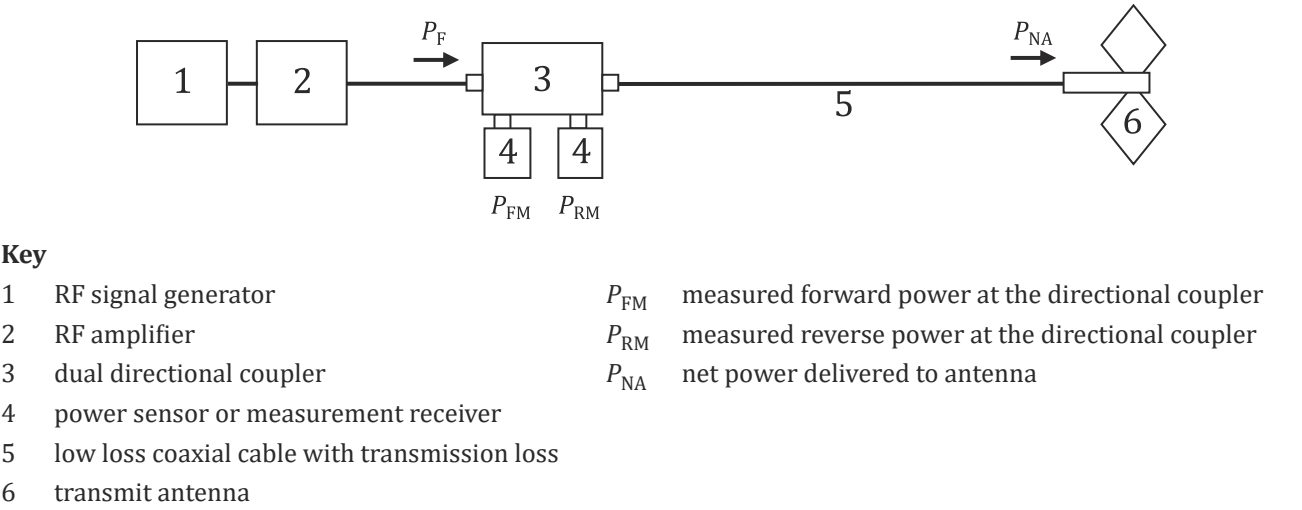 P_F
P_NA
1
2
3
5
6
4
4
P_FM P_RM
Key
1 RF signal generator
2 RF amplifier
3 dual directional coupler
4 power sensor or measurement receiver
5 low loss coaxial cable with transmission loss
6 transmit antenna
P_FM measured forward power at the directional coupler
P_RM measured reverse power at the directional coupler
P_NA net power delivered to antenna